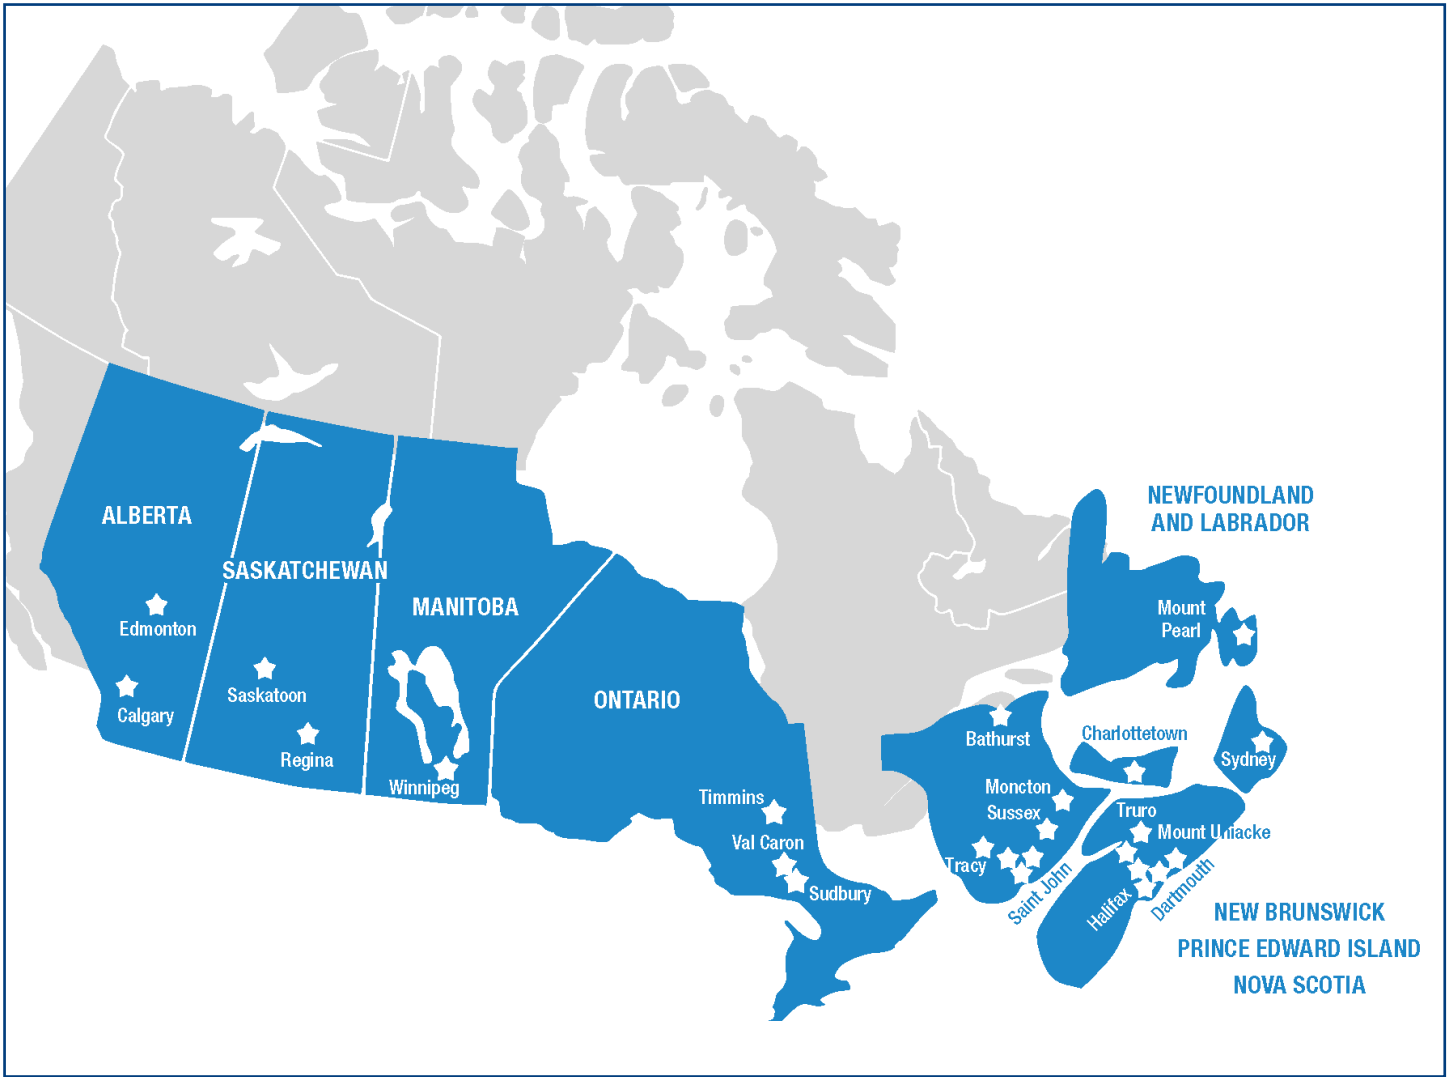 NEWFOUNDLAND
AND LABRADOR
ALBERTA
SASKATCHEWAN
MANITOBA
Edmonton
Mount
Pearl
Saskatoon
ONTARIO
Calgary
Regina
Bathurst
Charlottetown
Sydney
Winnipeg
Timmins
Moncton
Sussex
Truro
Mount Uniacke
Val Caron
Tracy
Sudbury
Saint John
Halifax
Dartmouth
NEW BRUNSWICK
PRINCE EDWARD ISLAND
NOVA SCOTIA